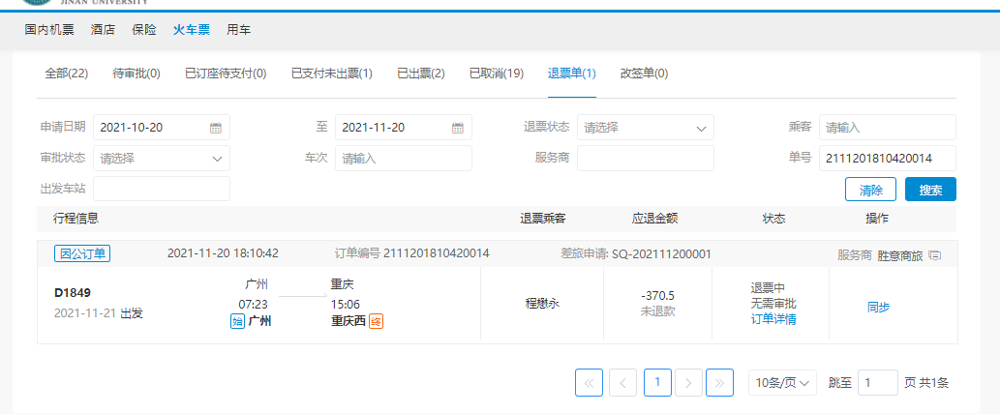 JINAN UNIVERSITY
国内机票 酒店 保险 火车票 用车
全部(22) 待审批(0) 已订座待支付(0) 已支付未出票(1) 已出票(2) 已取消(19) 退票单(1) 改签单(0)
申请日期 2021-10-20 至 2021-11-20 退票状态 请选择 乘客 请输入
审批状态 请选择 车次 请输入 服务商 单号 2111201810420014
出发车站 清除 搜索
行程信息 退票乘客 应退金额 状态 操作
因公订单 2021-11-20 18:10:42 订单编号 2111201810420014 差旅申请: SQ-202111200001 服务商 胜意商旅
D1849
2021-11-21 出发
广州 重庆
07:23 15:06
始 广州 重庆西 终
程懋永
-370.5
未退款
退票中
无需审批
订单详情
同步
1 10条/页 跳至 1 页 共1条